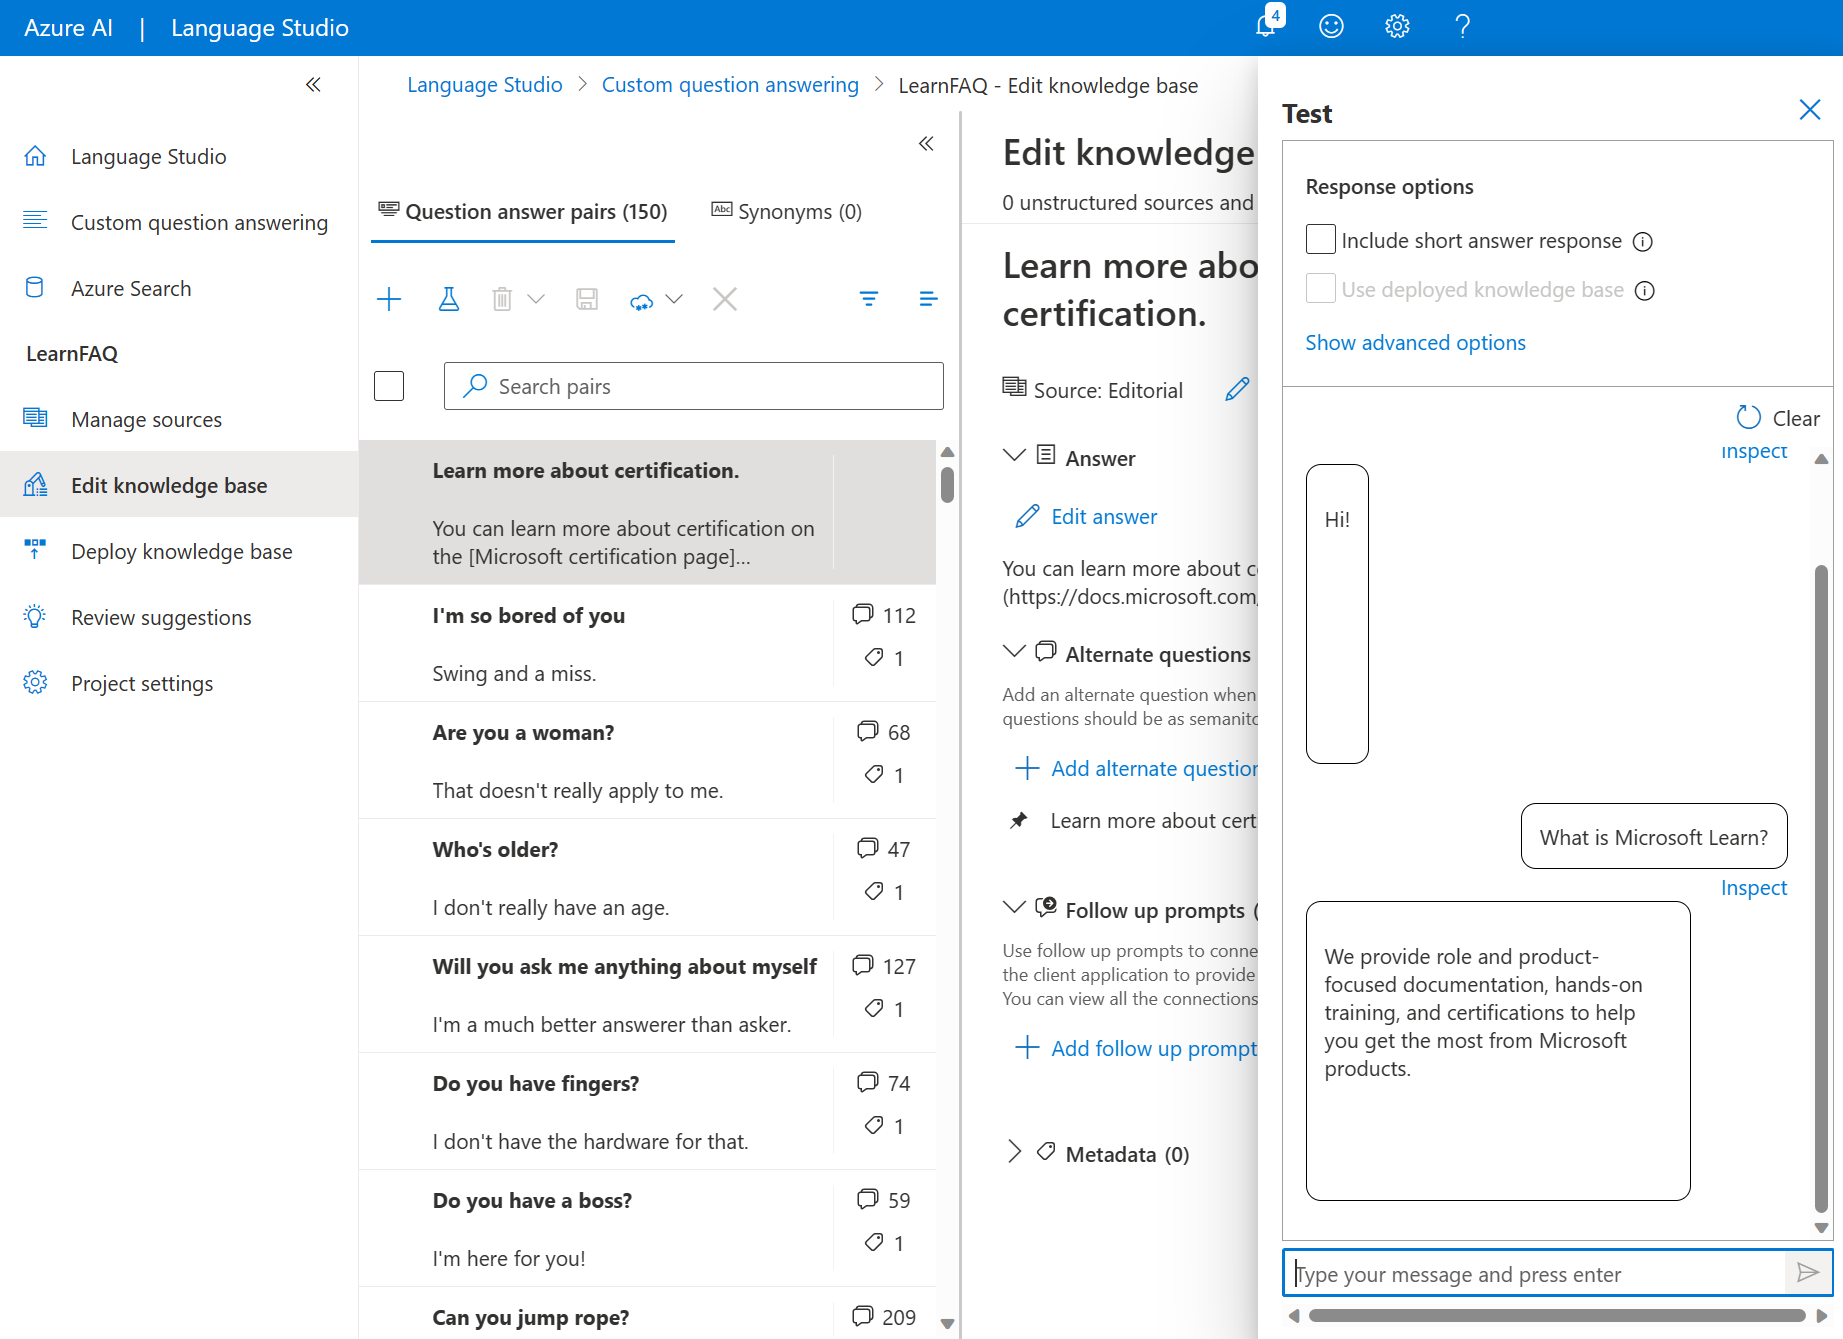 Azure AI | Language Studio
4
Language Studio > Custom question answering > LearnFAQ - Edit knowledge base
Language Studio
Custom question answering
Azure Search
LearnFAQ
Manage sources
Edit knowledge base
Deploy knowledge base
Review suggestions
Project settings
Question answer pairs (150)
Abc Synonyms (0)
Search pairs
Learn more about certification.
You can learn more about certification on
the [Microsoft certification page]...
I'm so bored of you
112
Swing and a miss.
1
Are you a woman?
68
That doesn't really apply to me.
1
Who's older?
47
I don't really have an age.
1
Will you ask me anything about myself
127
I'm a much better answerer than asker.
1
Do you have fingers?
74
I don't have the hardware for that.
1
Do you have a boss?
59
I'm here for you!
1
Can you jump rope?
209
Edit knowledge
0 unstructured sources and
Learn more abo
certification.
Source: Editorial
Answer
Edit answer
You can learn more about c
(https://docs.microsoft.com,
Alternate questions
Add an alternate question when
questions should be as semanitc
Add alternate question
Learn more about cert
Follow up prompts (
Use follow up prompts to conne
the client application to provide
You can view all the connections
Add follow up prompt
Metadata (0)
Test
Response options
Include short answer response
Use deployed knowledge base
Show advanced options
Clear
Inspect
Hi!
What is Microsoft Learn?
Inspect
We provide role and product-
focused documentation, hands-on
training, and certifications to help
you get the most from Microsoft
products.
Type your message and press enter